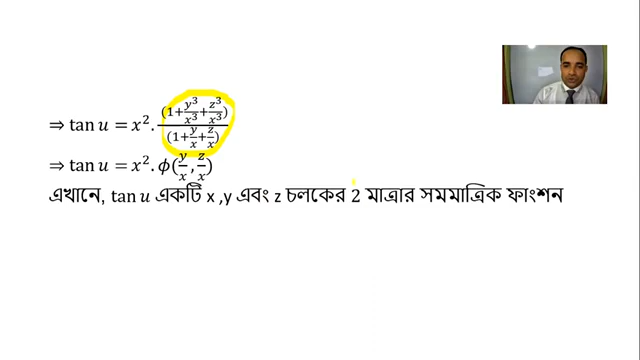 ⇒ tan u = x². (1+y³/x³+z³/x³)/(1+y/x+z/x)
⇒ tan u = x². ϕ(y/x, z/x)
এখানে, tan u একটি x ,y এবং z চলকের 2 মাত্রার সমমাত্রিক ফাংশন